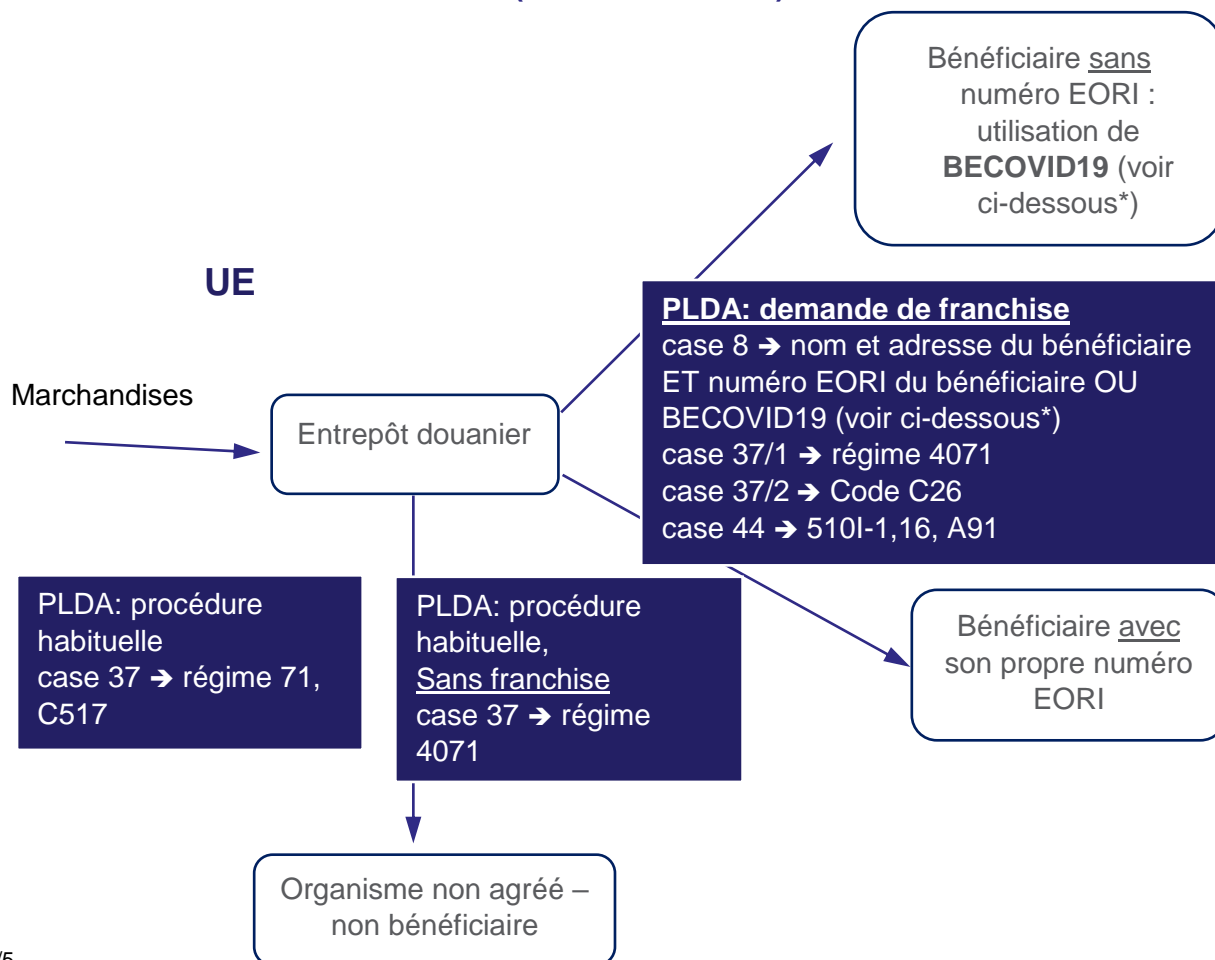 Bénéficiaire sans
numéro EORI :
utilisation de
BECOVID19 (voir
ci-dessous*)
UE
PLDA: demande de franchise
case 8 ➔ nom et adresse du bénéficiaire
ET numéro EORI du bénéficiaire OU
BECOVID19 (voir ci-dessous*)
case 37/1 ➔ régime 4071
case 37/2 ➔ Code C26
case 44 ➔ 510I-1,16, A91
Marchandises
Entrepôt douanier
PLDA: procédure
habituelle
case 37 ➔ régime 71,
C517
PLDA: procédure
habituelle,
Sans franchise
case 37 ➔ régime
4071
Bénéficiaire avec
son propre numéro
EORI
Organisme non agréé –
non bénéficiaire
/5